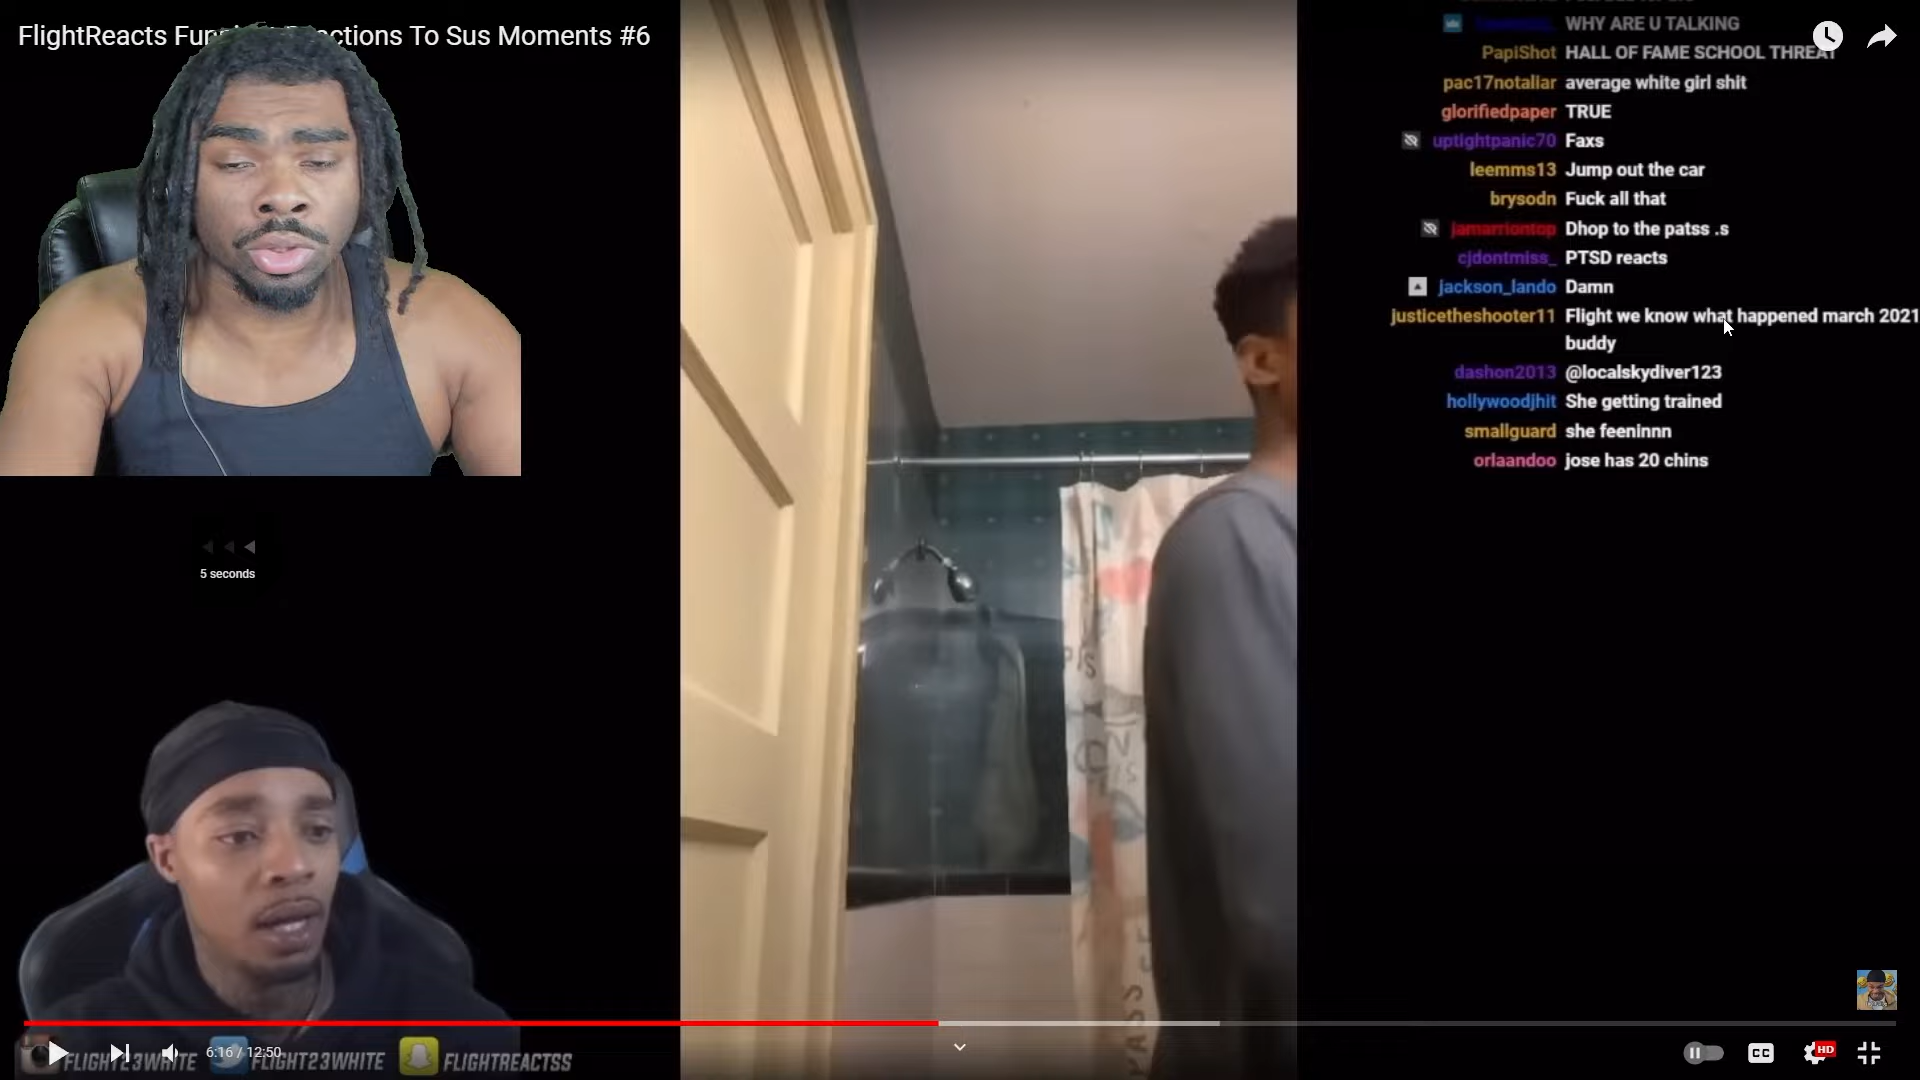 FlightReacts Fun ctions To Sus Moments #6
WHY ARE U TALKING
PapiShot HALL OF FAME SCHOOL THREAT
pac17notaliar average white girl shit
glorifiedpaper TRUE
uptightpanic70 Faxs
leemms13 Jump out the car
brysodn Fuck all that
jamarriontop Dhop to the patss .s
cjdontmiss_ PTSD reacts
jackson_lando Damn
justicetheshooter11 Flight we know what happened march 2021
buddy
dashon2013 @localskydiver123
hollywoodjhit She getting trained
smallguard she feeninnn
orlaandoo jose has 20 chins
5 seconds
6:16 / 12:50
FLIGHT23WHITE
FLIGHT23WHITE
FLIGHTREACTSS
CC
HD